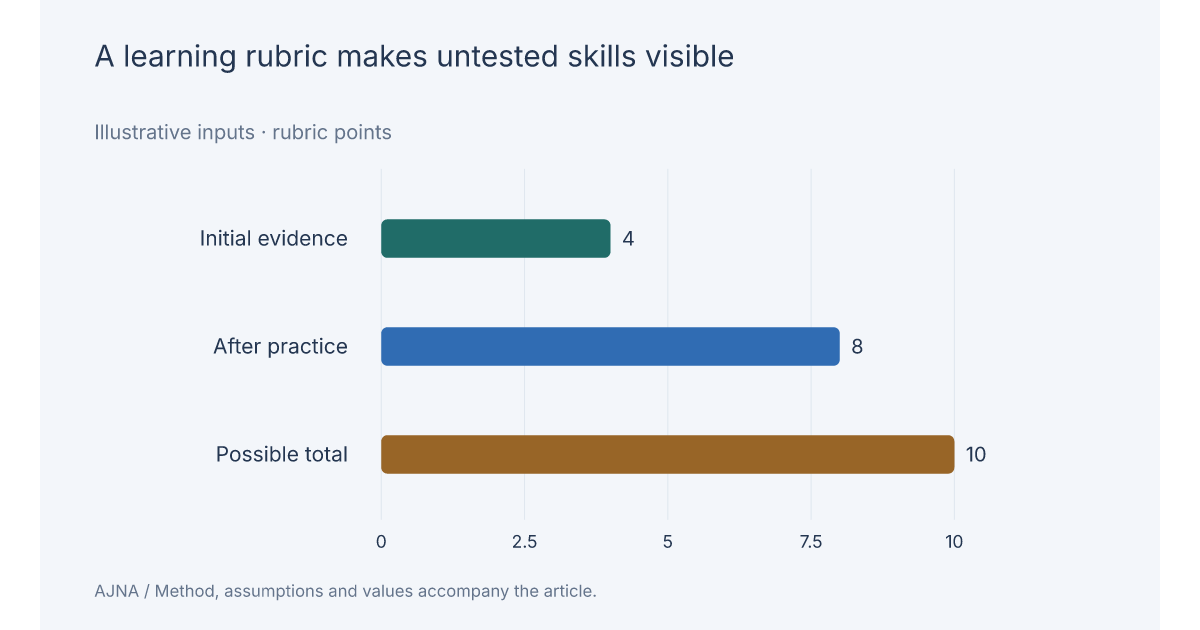 A learning rubric makes untested skills visible
Illustrative inputs · rubric points
Initial evidence 4
After practice 8
Possible total 10
0 2.5 5 7.5 10
AJNA / Method, assumptions and values accompany the article.